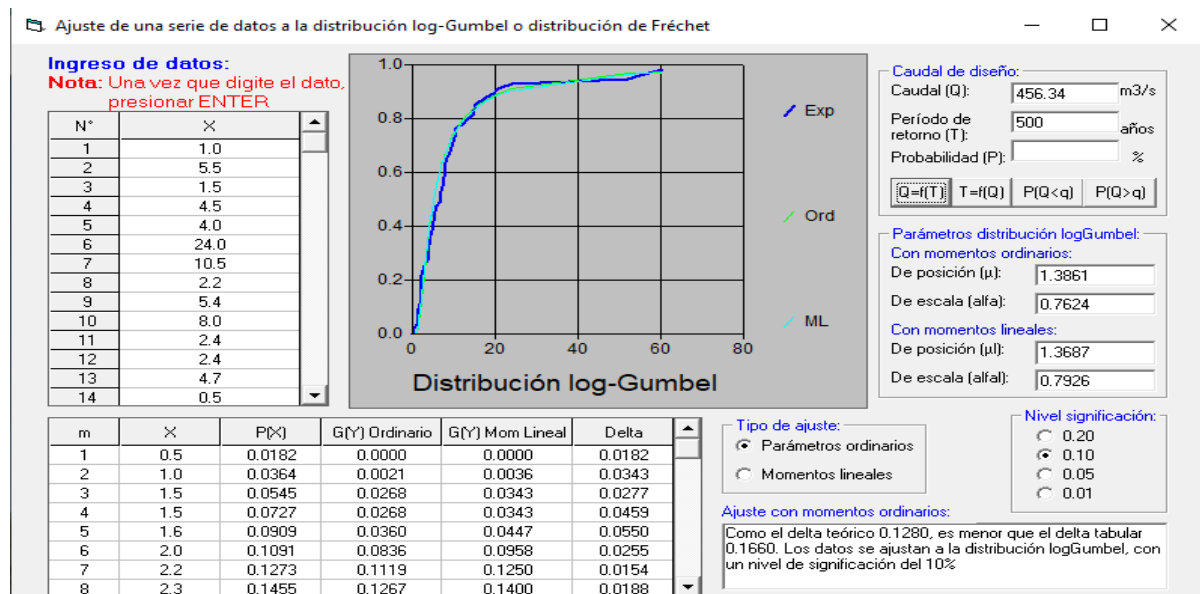 Ajuste de una serie de datos a la distribución log-Gumbel o distribución de Fréchet
Ingreso de datos:
Nota: Una vez que digite el dato,
presionar ENTER
N° X
1 1.0
2 5.5
3 1.5
4 4.5
5 4.0
6 24.0
7 10.5
8 2.2
9 5.4
10 8.0
11 2.4
12 2.4
13 4.7
14 0.5
1.0
0.8
0.6
0.4
0.2
0.0
0 20 40 60 80
Distribución log-Gumbel
Exp
Ord
ML
Caudal de diseño:
Caudal (Q): 456.34 m3/s
Período de
retorno (T): 500 años
Probabilidad (P): %
Q=f(T) T=f(Q) P(Q<q) P(Q>q)
Parámetros distribución logGumbel:
Con momentos ordinarios:
De posición (µ): 1.3861
De escala (alfa): 0.7624
Con momentos lineales:
De posición (µl): 1.3687
De escala (alfal): 0.7926
m X P(X) G(Y) Ordinario G(Y) Mom Lineal Delta
1 0.5 0.0182 0.0000 0.0000 0.0182
2 1.0 0.0364 0.0021 0.0036 0.0343
3 1.5 0.0545 0.0268 0.0343 0.0277
4 1.5 0.0727 0.0268 0.0343 0.0459
5 1.6 0.0909 0.0360 0.0447 0.0550
6 2.0 0.1091 0.0836 0.0958 0.0255
7 2.2 0.1273 0.1119 0.1250 0.0154
8 2.3 0.1455 0.1267 0.1400 0.0188
Tipo de ajuste:
Parámetros ordinarios
Momentos lineales
Nivel significación:
0.20
0.10
0.05
0.01
Ajuste con momentos ordinarios:
Como el delta teórico 0.1280, es menor que el delta tabular
0.1660. Los datos se ajustan a la distribución logGumbel, con
un nivel de significación del 10%